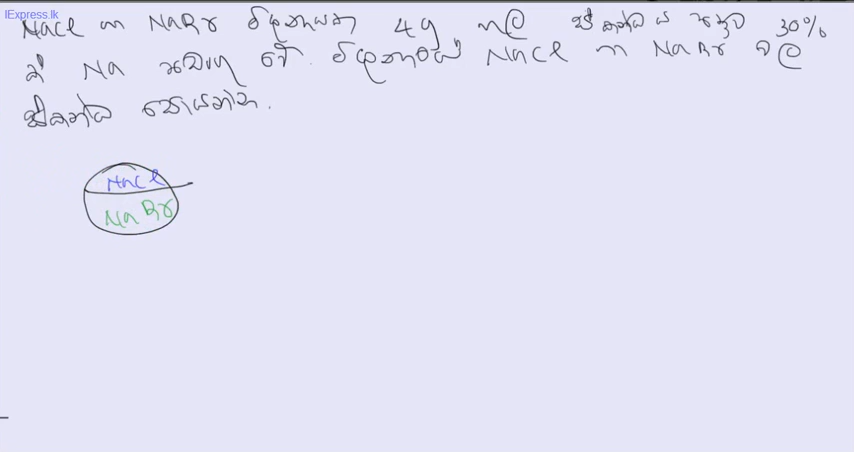 IExpress.lk
NaCl හා NaBr මිශ්‍රණයක 4g තුල ස්කන්ධය අනුව 30%
ක් Na අඩංගු වේ. මිශ්‍රණයේ NaCl හා NaBr වල
ස්කන්ධ සොයන්න.
NaCl
NaBr